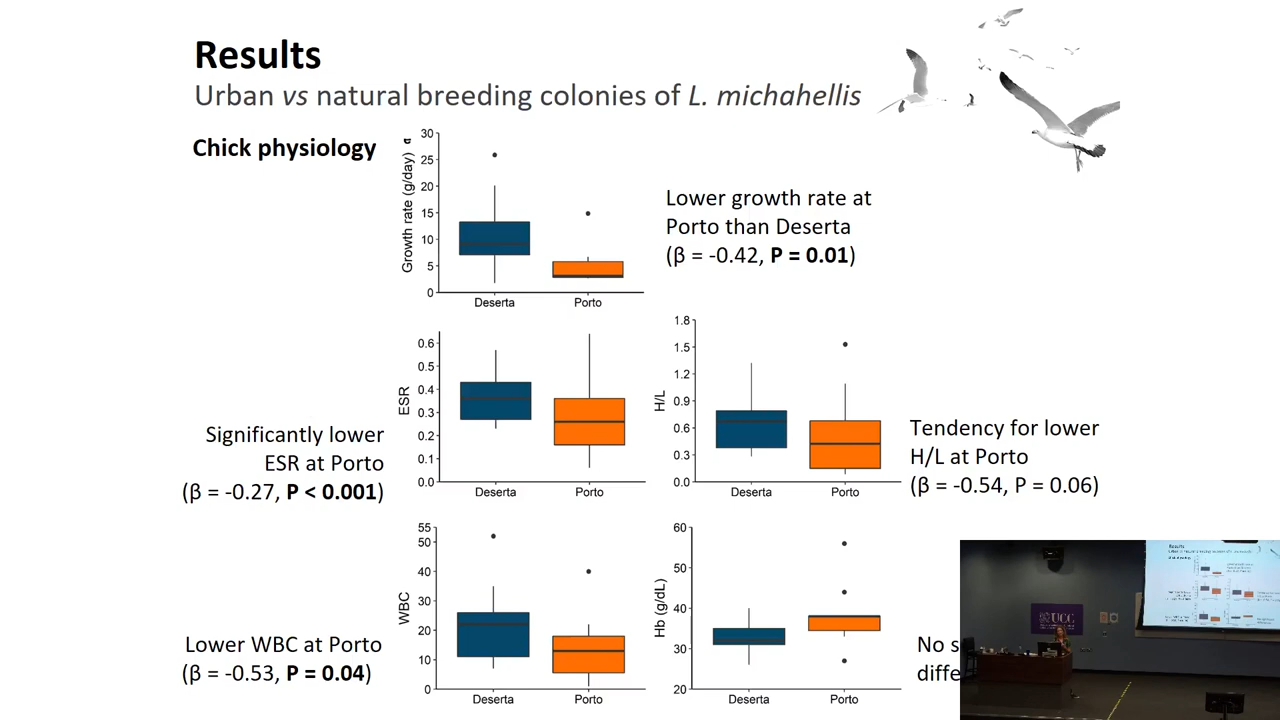 Results
Urban vs natural breeding colonies of L. michahellis
Chick physiology
Growth rate (g/day)
30
25
20
15
10
5
0
Deserta
Porto
Lower growth rate at
Porto than Deserta
(β = -0.42, P = 0.01)
ESR
0.6
0.5
0.4
0.3
0.2
0.1
0.0
Deserta
Porto
Significantly lower
ESR at Porto
(β = -0.27, P < 0.001)
H/L
1.8
1.5
1.2
0.9
0.6
0.3
0.0
Deserta
Porto
Tendency for lower
H/L at Porto
(β = -0.54, P = 0.06)
WBC
55
50
40
30
20
10
0
Deserta
Porto
Lower WBC at Porto
(β = -0.53, P = 0.04)
Hb (g/dL)
60
50
40
30
20
Deserta
Porto
No s
diffe
UCC
Results